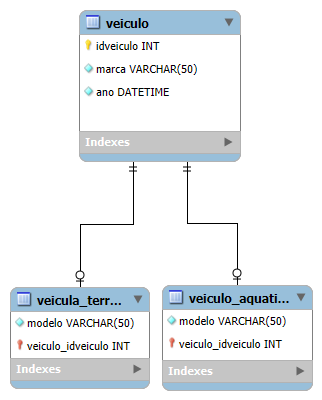 veiculo
idveiculo INT
marca VARCHAR(50)
ano DATETIME
Indexes
veicula_terr...
modelo VARCHAR(50)
veiculo_idveiculo INT
Indexes
veiculo_aquati...
modelo VARCHAR(50)
veiculo_idveiculo INT
Indexes